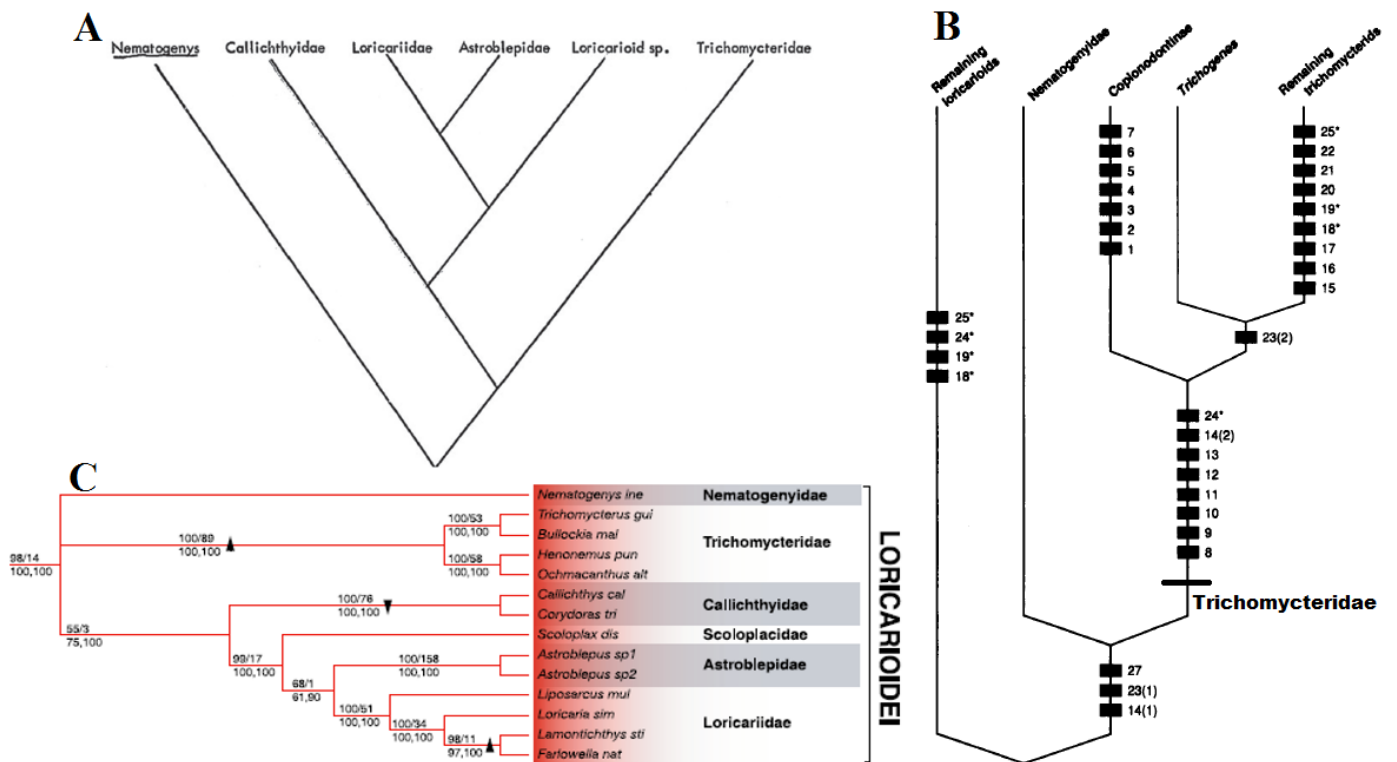 A
Nematogenys Callichthyidae Loricariidae Astroblepidae Loricarioid sp. Trichomycteridae
B
Remaining
loricarioids
Nematogenyidae
Copionodontinae
Trichogenes
Remaining
trichomycterids
7
6
5
4
3
2
1
25*
22
21
20
19*
18*
17
16
15
25*
24*
19*
18*
23(2)
24*
14(2)
13
12
11
10
9
8
Trichomycteridae
27
23(1)
14(1)
C
Nematogenys ine Nematogenyidae
Trichomycterus gui
Bullockia mal
Trichomycteridae
Henonemus pun
Ochmacanthus alt
Callichthys cal
Corydoras tri
Callichthyidae
Scoloplax dis Scoloplacidae
Astroblepus sp1
Astroblepus sp2
Astroblepidae
Liposarcus mul
Loricaria sim
Loricariidae
Lamontichthys sti
Farlowella nat
LORICARIOIDEI
98/14
100,100
100/89
100,100
100/53
100,100
100/58
100,100
55/3
75,100
100/76
100,100
99/17
100,100
68/1
61,90
100/158
100,100
100/51
100,100
100/34
100,100
98/11
97,100